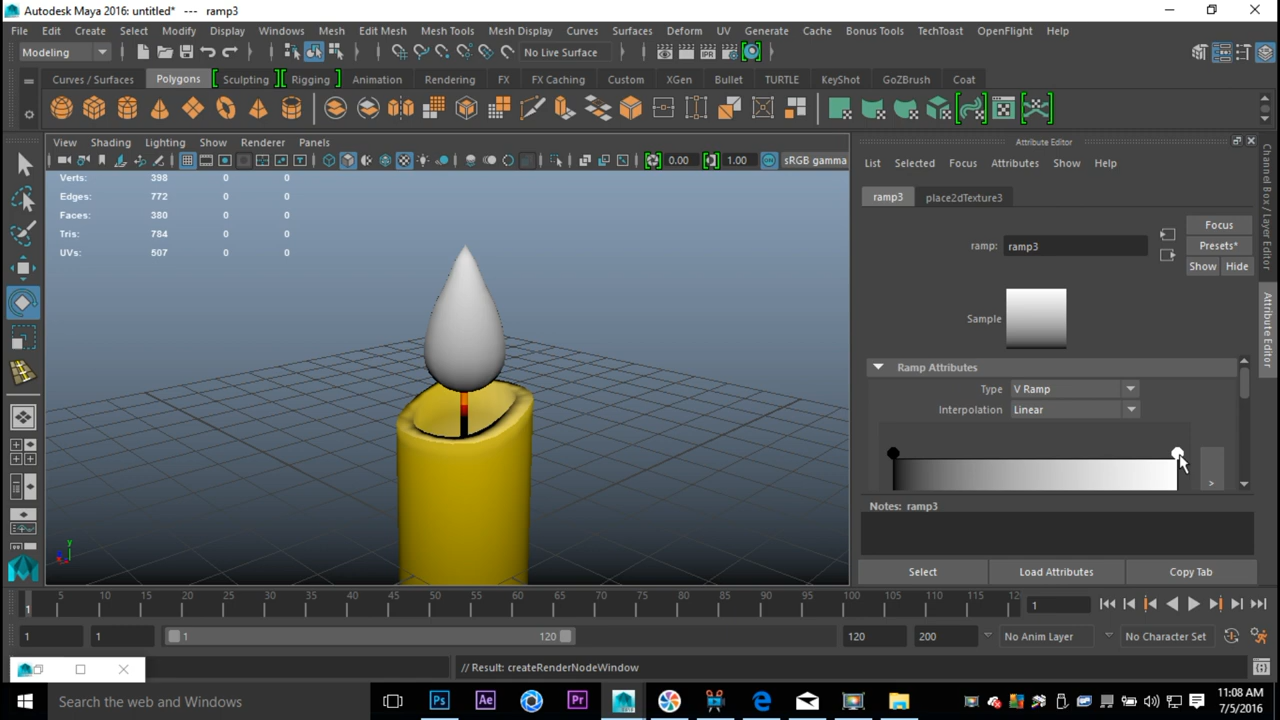 Autodesk Maya 2016: untitled* --- ramp3
File Edit Create Select Modify Display Windows Mesh Edit Mesh Mesh Tools Mesh Display Curves Surfaces Deform UV Generate Cache Bonus Tools TechToast OpenFlight Help
Modeling No Live Surface
Curves / Surfaces Polygons Sculpting Rigging Animation Rendering FX FX Caching Custom XGen Bullet TURTLE KeyShot GoZBrush Coat
View Shading Lighting Show Renderer Panels
0.00 1.00 sRGB gamma
Verts: 398 0 0
Edges: 772 0 0
Faces: 380 0 0
Tris: 784 0 0
UVs: 507 0 0
y
Attribute Editor
List Selected Focus Attributes Show Help
ramp3 place2dTexture3
Focus
ramp: ramp3 Presets*
Show Hide
Sample
Ramp Attributes
Type V Ramp
Interpolation Linear
>
Notes: ramp3
Select Load Attributes Copy Tab
Channel Box / Layer Editor
Attribute Editor
1 5 10 15 20 25 30 35 40 45 50 55 60 65 70 75 80 85 90 95 100 105 110 115 12 1
1 1 1 120 120 200 No Anim Layer No Character Set
// Result: createRenderNodeWindow
Search the web and Windows
Ps Ae Pr
11:08 AM
7/5/2016